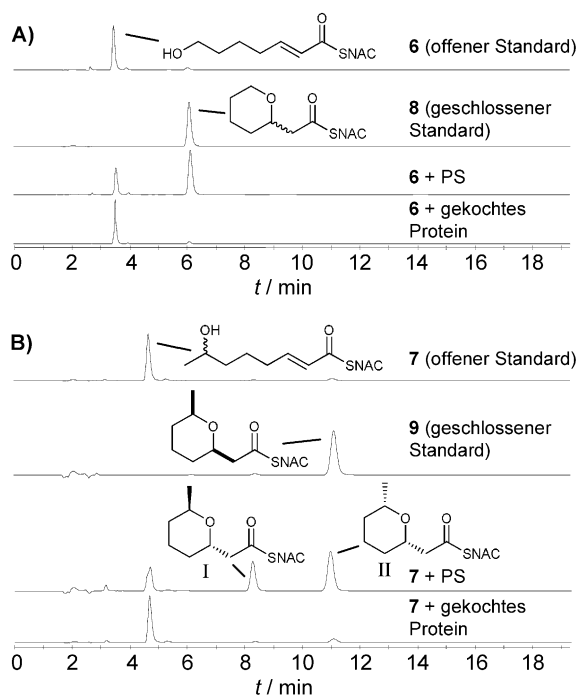 A)
O
HO
SNAC
6 (offener Standard)
O
O
SNAC
8 (geschlossener
Standard)
6 + PS
6 + gekochtes
Protein
0 2 4 6 8 10 12 14 16 18
t / min
B)
OH
O
SNAC
7 (offener Standard)
O
O
SNAC
9 (geschlossener
Standard)
O
O
SNAC
I
O
O
SNAC
II
7 + PS
7 + gekochtes
Protein
0 2 4 6 8 10 12 14 16 18
t / min